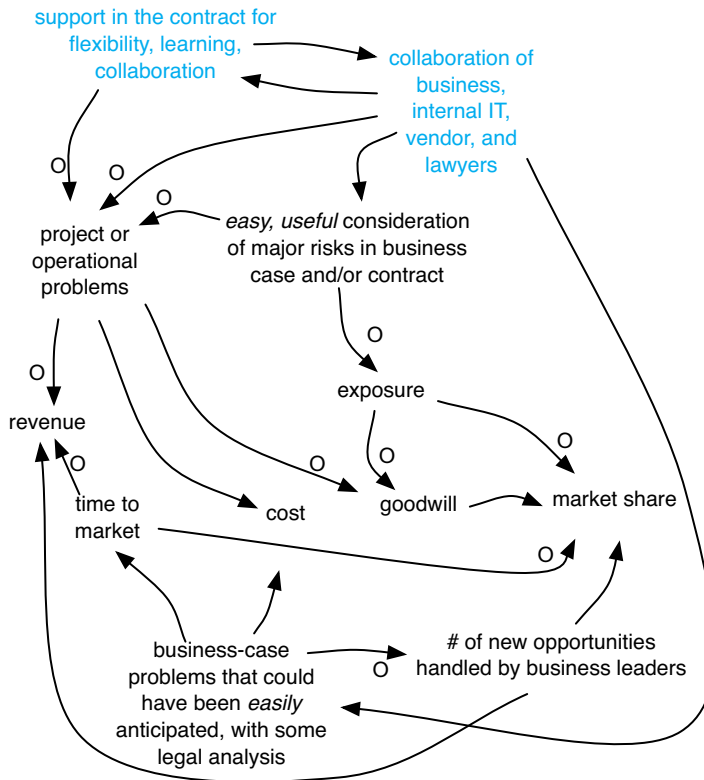 support in the contract for
flexibility, learning,
collaboration
collaboration of
business,
internal IT,
vendor, and
lawyers
O
O
O
project or
operational
problems
easy, useful consideration
of major risks in business
case and/or contract
O
O
exposure
revenue
O
O
O
O
time to
market
cost
goodwill
market share
O
business-case
problems that could
have been easily
anticipated, with some
legal analysis
O
# of new opportunities
handled by business leaders